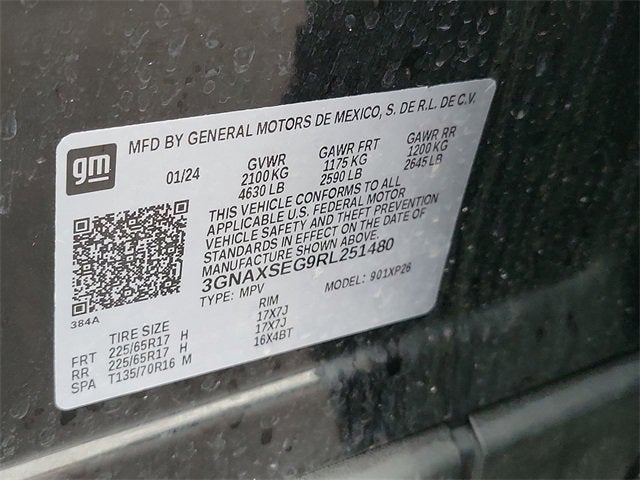 gm
MFD BY GENERAL MOTORS DE MEXICO, S. DE R.L. DE C.V.
01/24 GVWR GAWR FRT GAWR RR
2100 KG 1175 KG 1200 KG
4630 LB 2590 LB 2645 LB
THIS VEHICLE CONFORMS TO ALL
APPLICABLE U.S. FEDERAL MOTOR
VEHICLE SAFETY AND THEFT PREVENTION
STANDARDS IN EFFECT ON THE DATE OF
MANUFACTURE SHOWN ABOVE.
3GNAXSEG9RL251480
TYPE: MPV MODEL: 901XP26
384A
TIRE SIZE RIM
FRT 225/65R17 H 17X7J
RR 225/65R17 H 17X7J
SPA T135/70R16 M 16X4BT